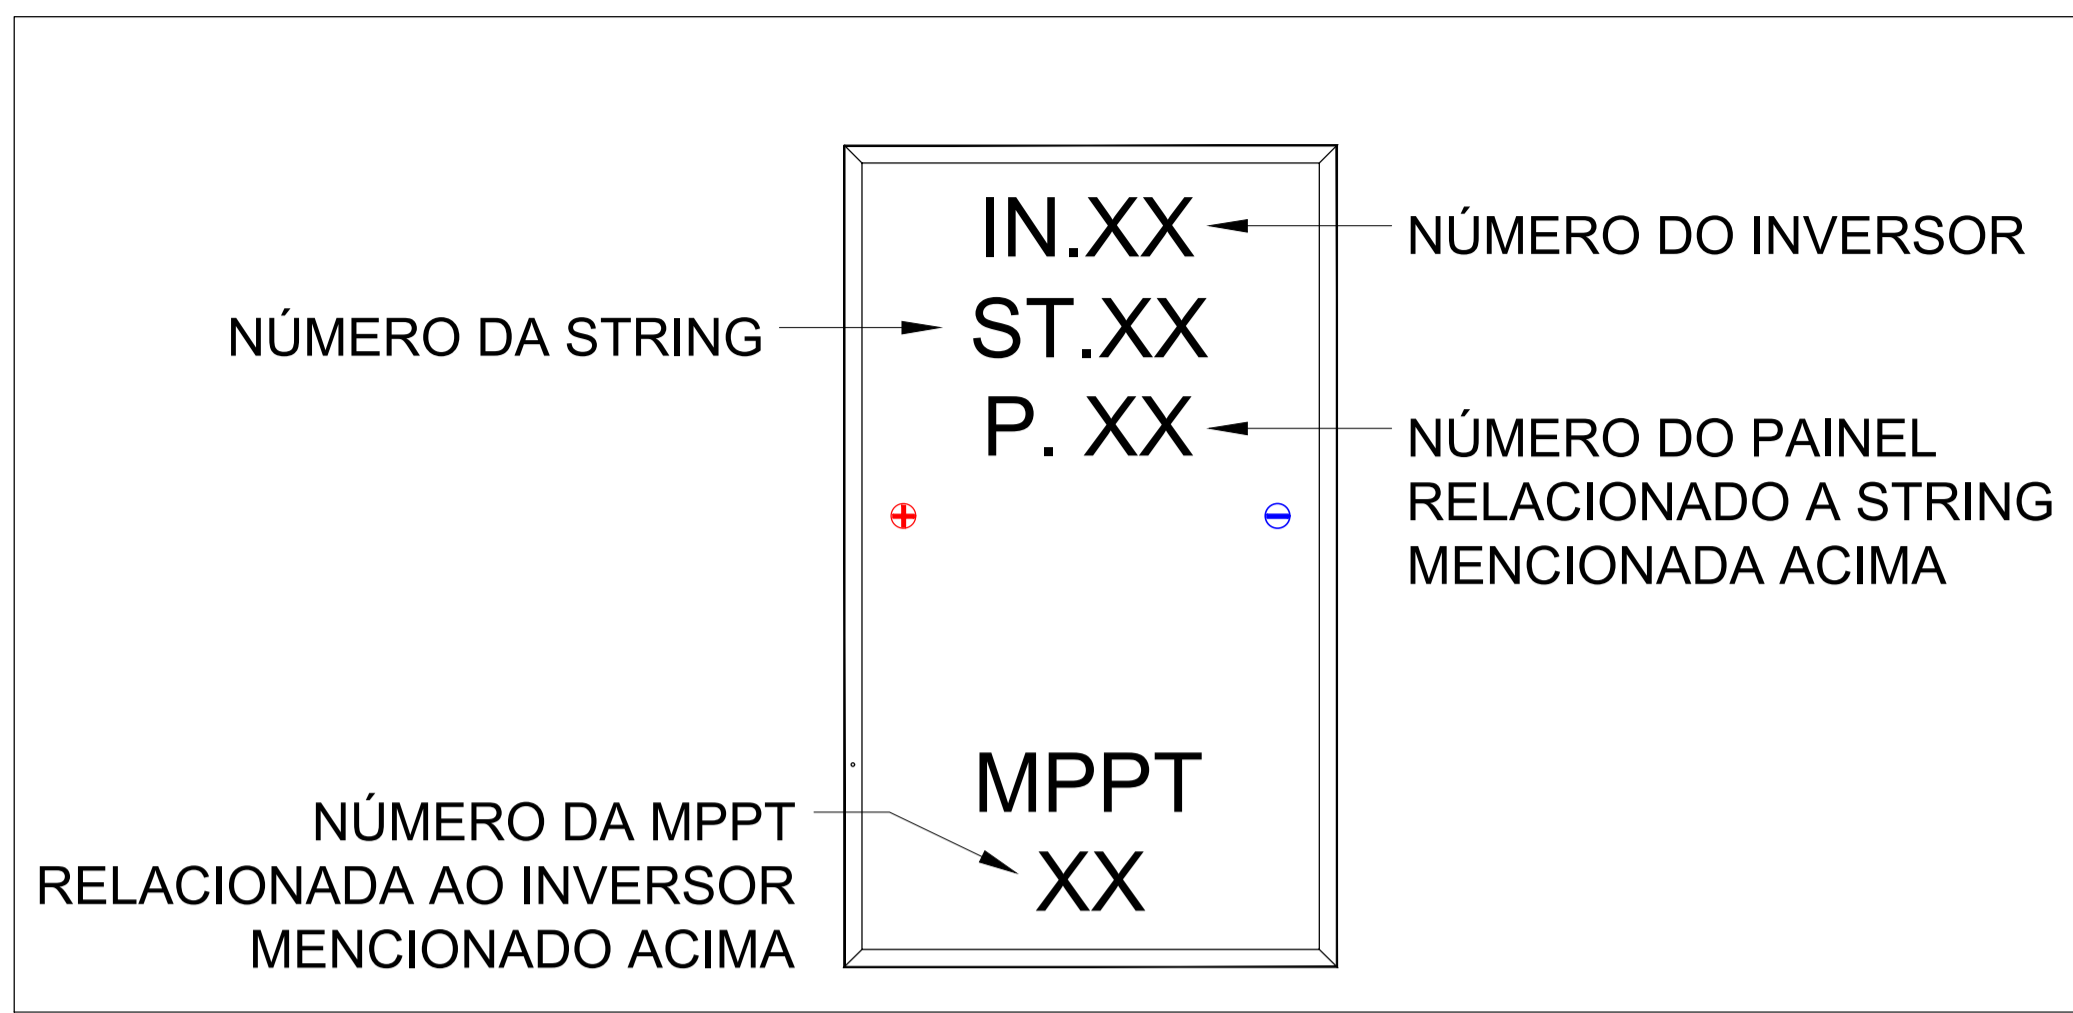 IN.XX
NÚMERO DO INVERSOR
NÚMERO DA STRING
ST.XX
P. XX
NÚMERO DO PAINEL
RELACIONADO A STRING
MENCIONADA ACIMA
MPPT
XX
NÚMERO DA MPPT
RELACIONADA AO INVERSOR
MENCIONADO ACIMA